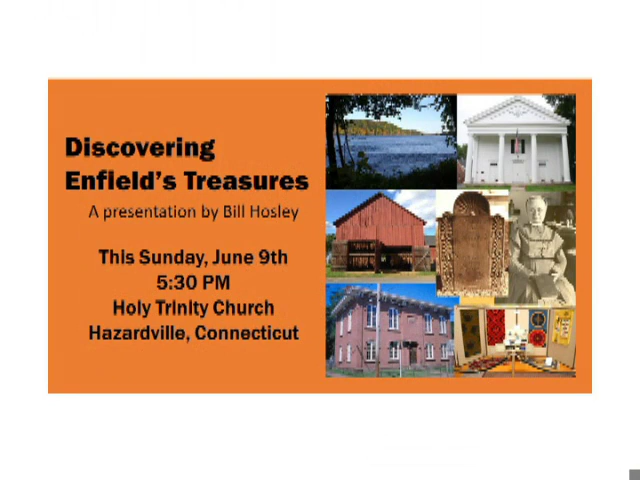 Discovering
Enfield's Treasures
A presentation by Bill Hosley
This Sunday, June 9th
5:30 PM
Holy Trinity Church
Hazardville, Connecticut